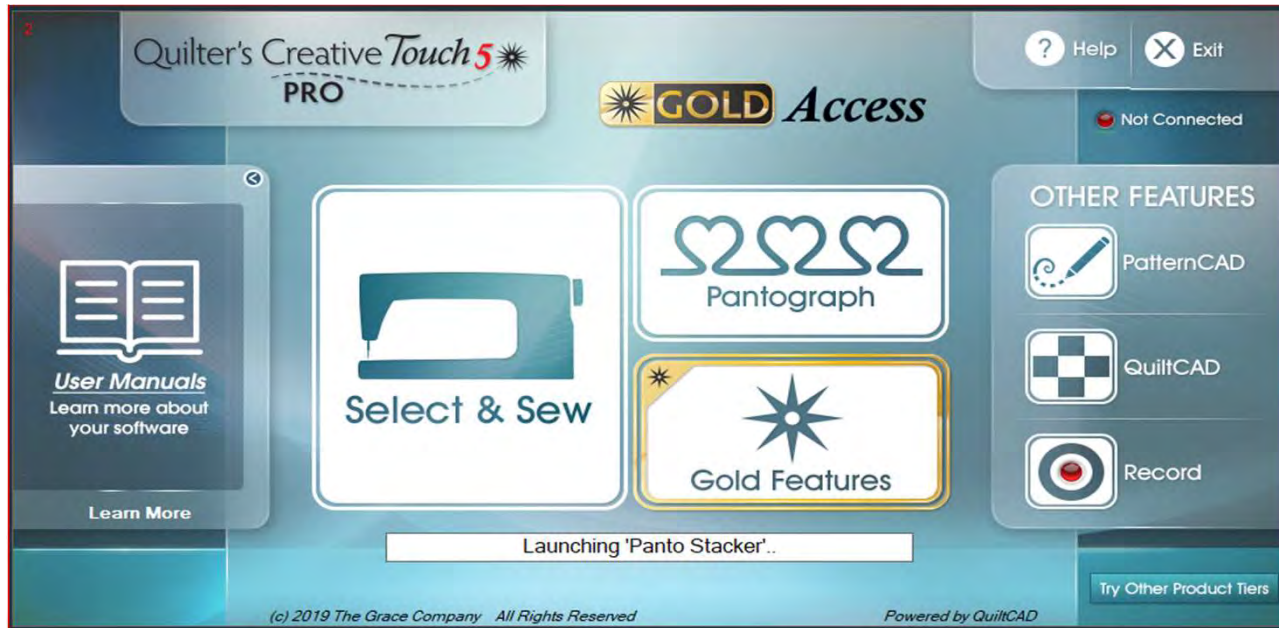 2
Quilter's Creative Touch 5
PRO
GOLD Access
Help
Exit
Not Connected
User Manuals
Learn more about
your software
Learn More
Select & Sew
Pantograph
Gold Features
OTHER FEATURES
PatternCAD
QuiltCAD
Record
Launching 'Panto Stacker'..
Try Other Product Tiers
(c) 2019 The Grace Company All Rights Reserved
Powered by QuiltCAD